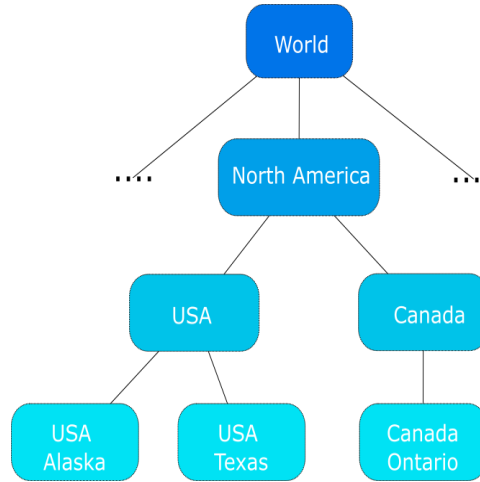 World
....
North America
...
USA
Canada
USA
Alaska
USA
Texas
Canada
Ontario